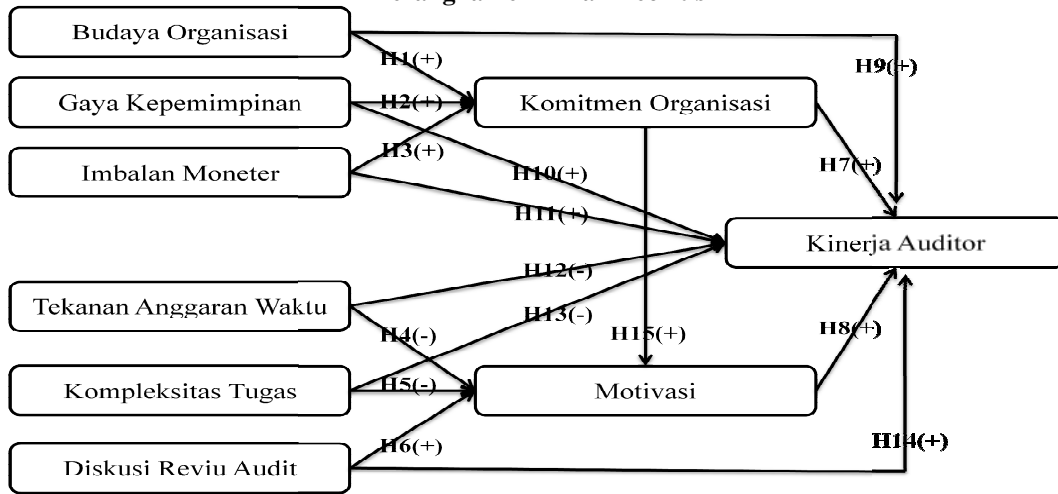 Budaya Organisasi
H1(+)
H9(+)
Gaya Kepemimpinan
H2(+)
Komitmen Organisasi
H3(+)
Imbalan Moneter
H10(+)
H7(+)
H11(+)
Kinerja Auditor
H12(-)
Tekanan Anggaran Waktu
H13(-)
H4(-)
H15(+)
H8(+)
Kompleksitas Tugas
H5(-)
Motivasi
H6(+)
H14(+)
Diskusi Reviu Audit